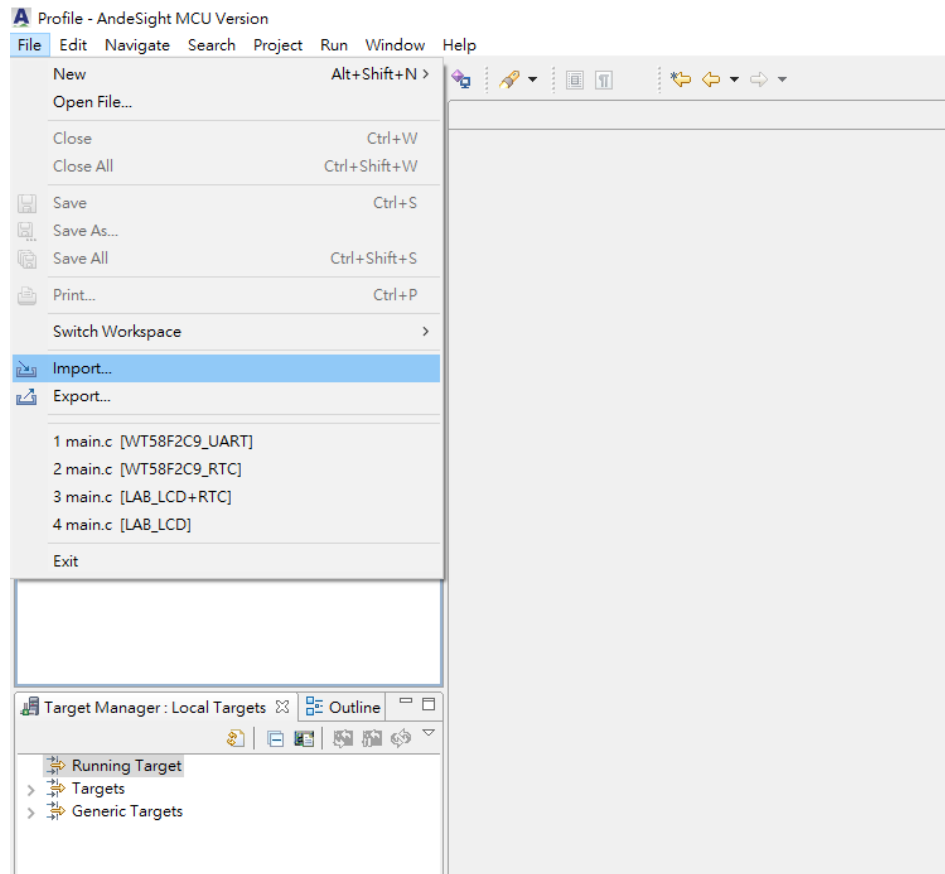 Profile - AndeSight MCU Version
File Edit Navigate Search Project Run Window Help
New Alt+Shift+N >
Open File...
Close Ctrl+W
Close All Ctrl+Shift+W
Save Ctrl+S
Save As...
Save All Ctrl+Shift+S
Print... Ctrl+P
Switch Workspace >
Import...
Export...
1 main.c [WT58F2C9_UART]
2 main.c [WT58F2C9_RTC]
3 main.c [LAB_LCD+RTC]
4 main.c [LAB_LCD]
Exit
Target Manager : Local Targets Outline
Running Target
Targets
Generic Targets